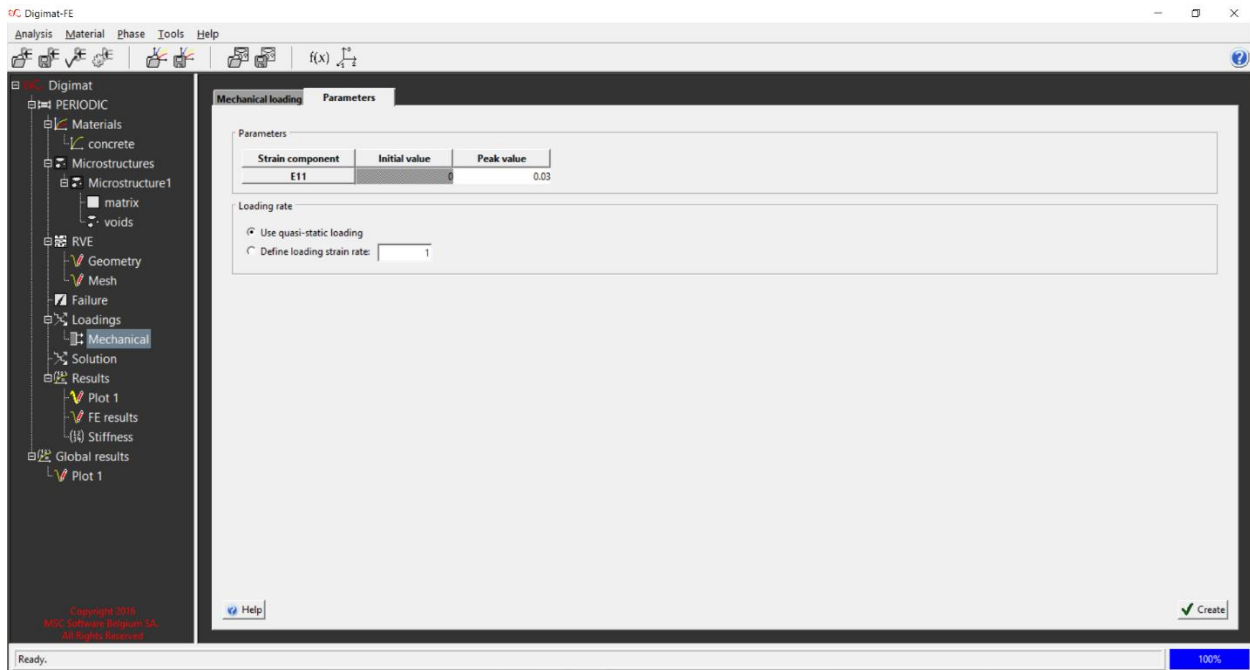 Digimat-FE
Analysis Material Phase Tools Help
f(x)
Digimat
PERIODIC
Materials
concrete
Microstructures
Microstructure1
matrix
voids
RVE
Geometry
Mesh
Failure
Loadings
Mechanical
Solution
Results
Plot 1
FE results
Stiffness
Global results
Plot 1
Copyright 2016
MSC Software Belgium SA.
All Rights Reserved
Mechanical loading Parameters
Parameters
Strain component Initial value Peak value
E11 0 0.03
Loading rate
Use quasi-static loading
Define loading strain rate: 1
Help
Create
Ready.
100%